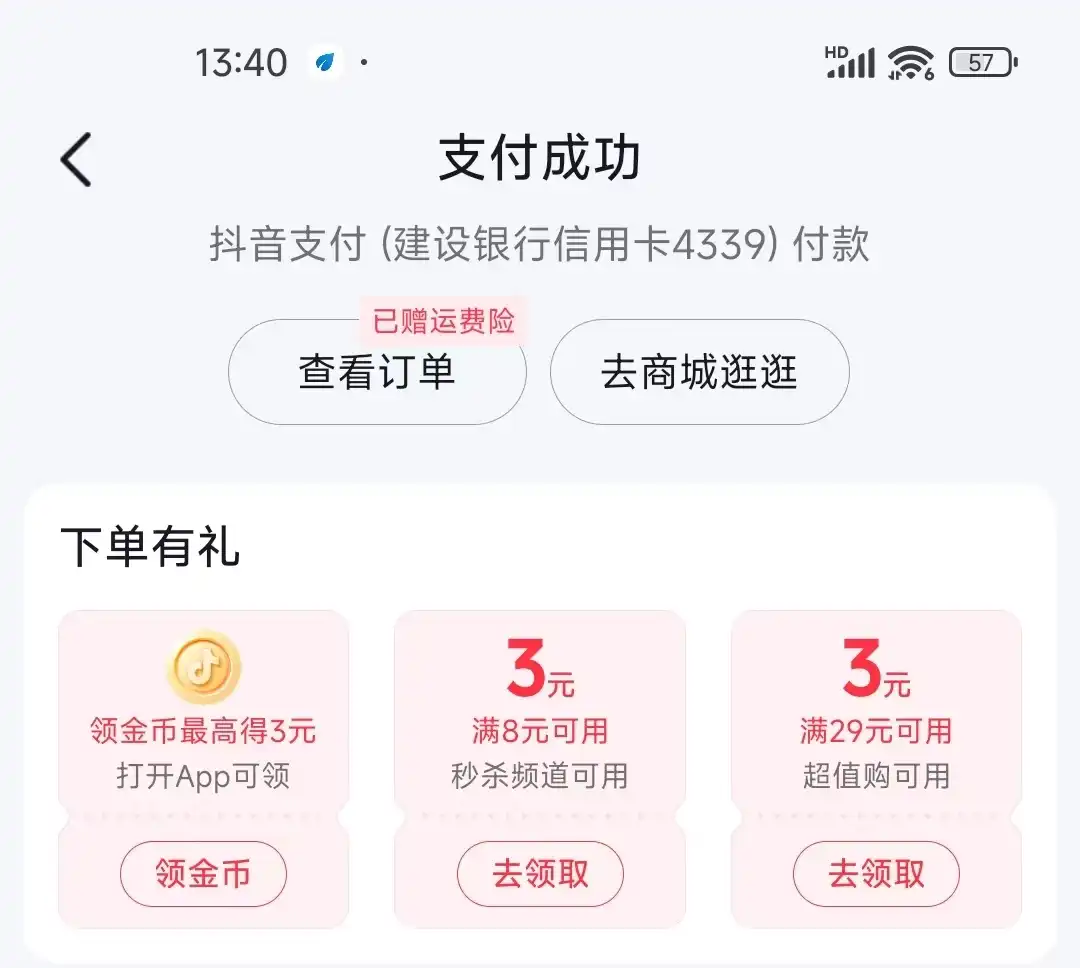 13:40
HD
6
57
支付成功
抖音支付 (建设银行信用卡4339) 付款
已赠运费险
查看订单
去商城逛逛
下单有礼
领金币最高得3元
打开App可领
领金币
3元
满8元可用
秒杀频道可用
去领取
3元
满29元可用
超值购可用
去领取